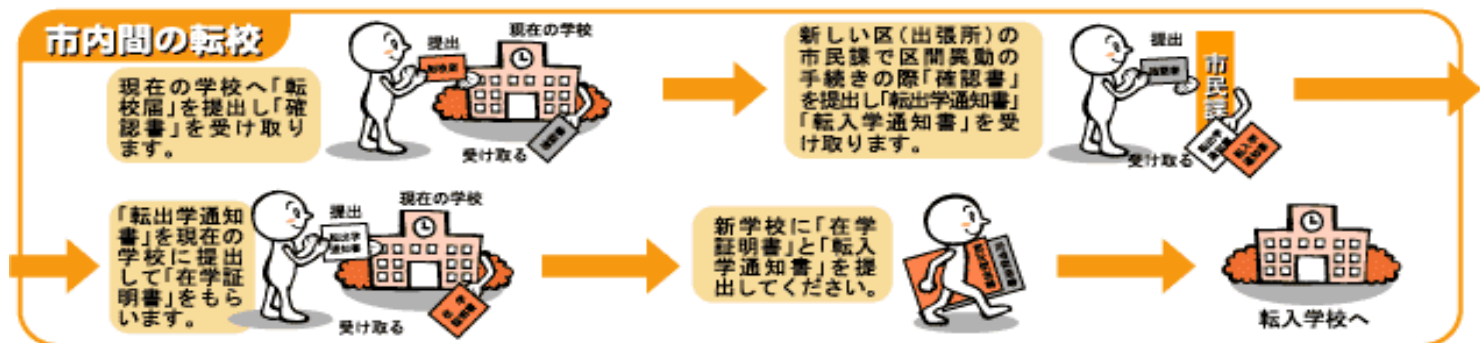 市内間の転校
現在の学校へ「転
校届」を提出し「確
認書」を受け取り
ます。
提出
現在の学校
受け取る
新しい区(出張所)の
市民課で区間異動の
手続きの際「確認書」
を提出し「転出学通知書」
「転入学通知書」を受
け取ります。
提出
市民課
受け取る
「転出学通知
書」を現在の
学校に提出
して「在学証
明書」をもら
います。
提出
現在の学校
転出学
通知書
受け取る
新学校に「在学
証明書」と「転入
学通知書」を提
出してください。
転入学校へ